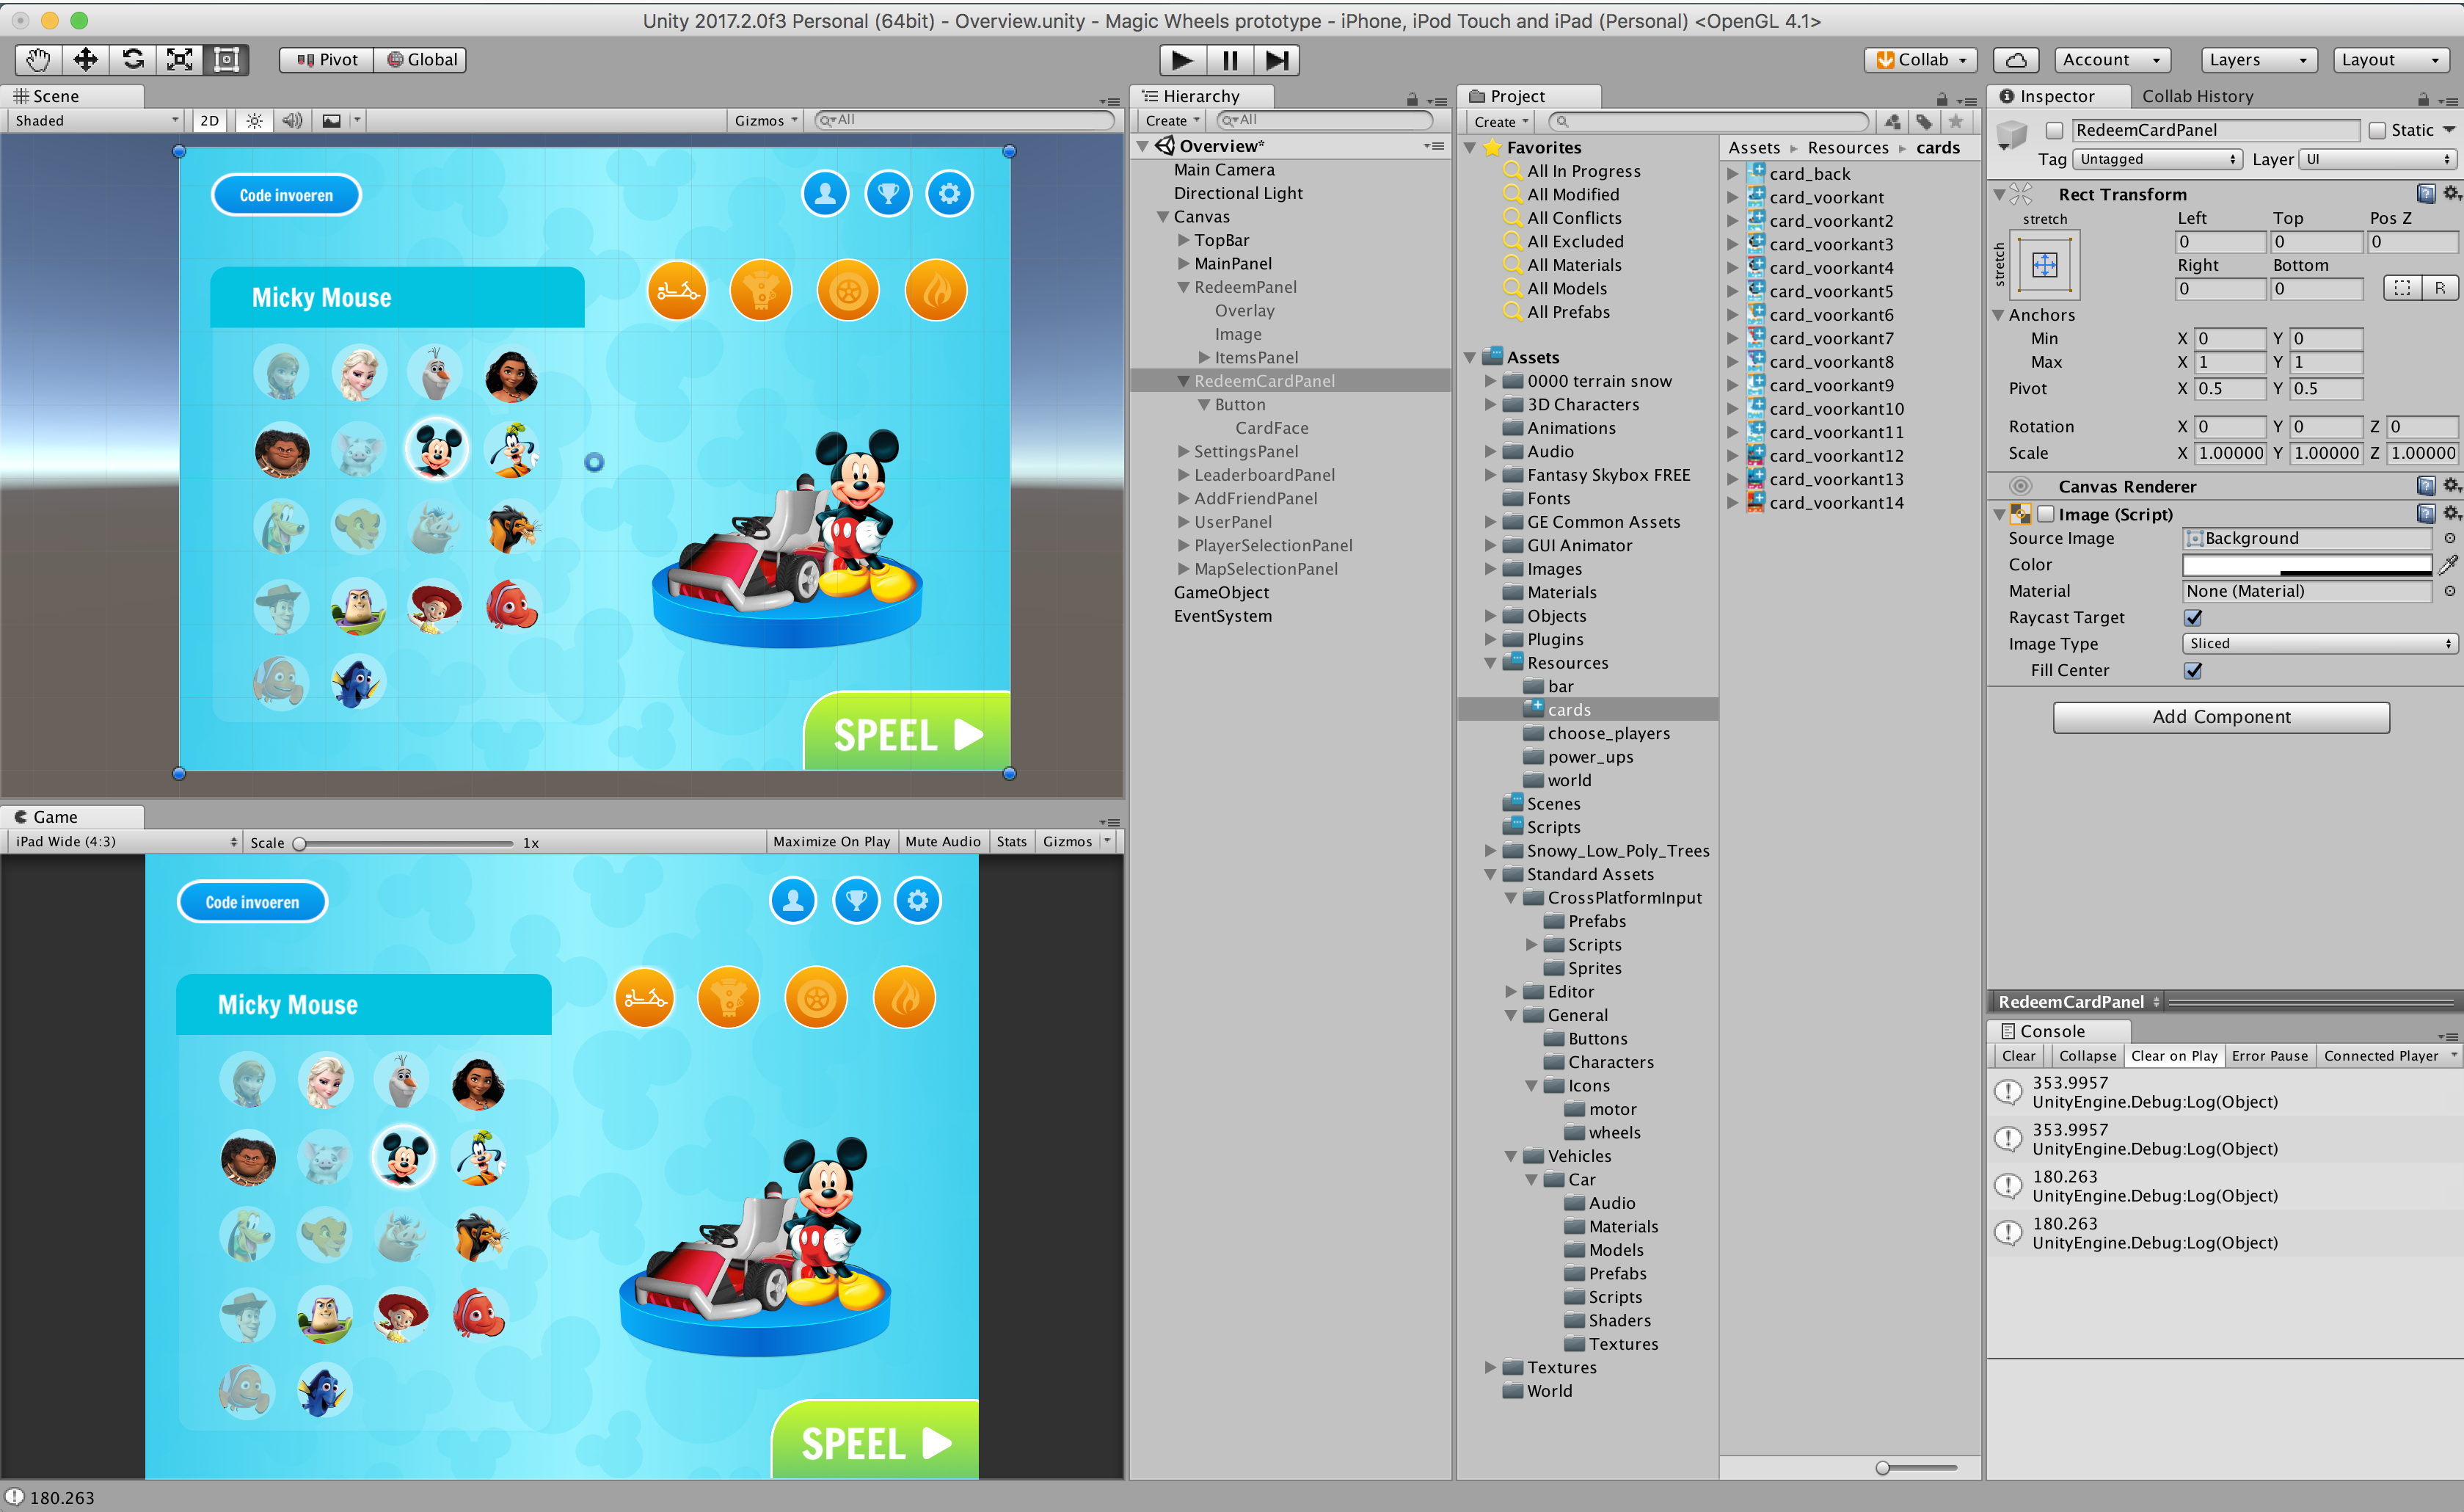 Unity 2017.2.0f3 Personal (64bit) - Overview.unity - Magic Wheels prototype - iPhone, iPod Touch and iPad (Personal) <OpenGL 4.1>
Pivot Global
Collab Account Layers Layout
Scene
Shaded 2D Gizmos All
Code invoeren
Micky Mouse
SPEEL
Game
iPad Wide (4:3) Scale 1x Maximize On Play Mute Audio Stats Gizmos
Code invoeren
Micky Mouse
SPEEL
180.263
Hierarchy
Create All
Overview*
Main Camera
Directional Light
Canvas
TopBar
MainPanel
RedeemPanel
Overlay
Image
ItemsPanel
RedeemCardPanel
Button
CardFace
SettingsPanel
LeaderboardPanel
AddFriendPanel
UserPanel
PlayerSelectionPanel
MapSelectionPanel
GameObject
EventSystem
Project
Create
Favorites
All In Progress
All Modified
All Conflicts
All Excluded
All Materials
All Models
All Prefabs
Assets
0000 terrain snow
3D Characters
Animations
Audio
Fantasy Skybox FREE
Fonts
GE Common Assets
GUI Animator
Images
Materials
Objects
Plugins
Resources
bar
cards
choose_players
power_ups
world
Scenes
Scripts
Snowy_Low_Poly_Trees
Standard Assets
CrossPlatformInput
Prefabs
Scripts
Sprites
Editor
General
Buttons
Characters
Icons
motor
wheels
Vehicles
Car
Audio
Materials
Models
Prefabs
Scripts
Shaders
Textures
Textures
World
Assets Resources cards
card_back
card_voorkant
card_voorkant2
card_voorkant3
card_voorkant4
card_voorkant5
card_voorkant6
card_voorkant7
card_voorkant8
card_voorkant9
card_voorkant10
card_voorkant11
card_voorkant12
card_voorkant13
card_voorkant14
Inspector Collab History
RedeemCardPanel Static
Tag Untagged Layer UI
Rect Transform
stretch Left Top Pos Z
stretch 0 0 0
Right Bottom
0 0 R
Anchors
Min X 0 Y 0
Max X 1 Y 1
Pivot X 0.5 Y 0.5
Rotation X 0 Y 0 Z 0
Scale X 1.00000 Y 1.00000 Z 1.00000
Canvas Renderer
Image (Script)
Source Image Background
Color
Material None (Material)
Raycast Target
Image Type Sliced
Fill Center
Add Component
RedeemCardPanel
Console
Clear Collapse Clear on Play Error Pause Connected Player
353.9957
UnityEngine.Debug:Log(Object)
353.9957
UnityEngine.Debug:Log(Object)
180.263
UnityEngine.Debug:Log(Object)
180.263
UnityEngine.Debug:Log(Object)